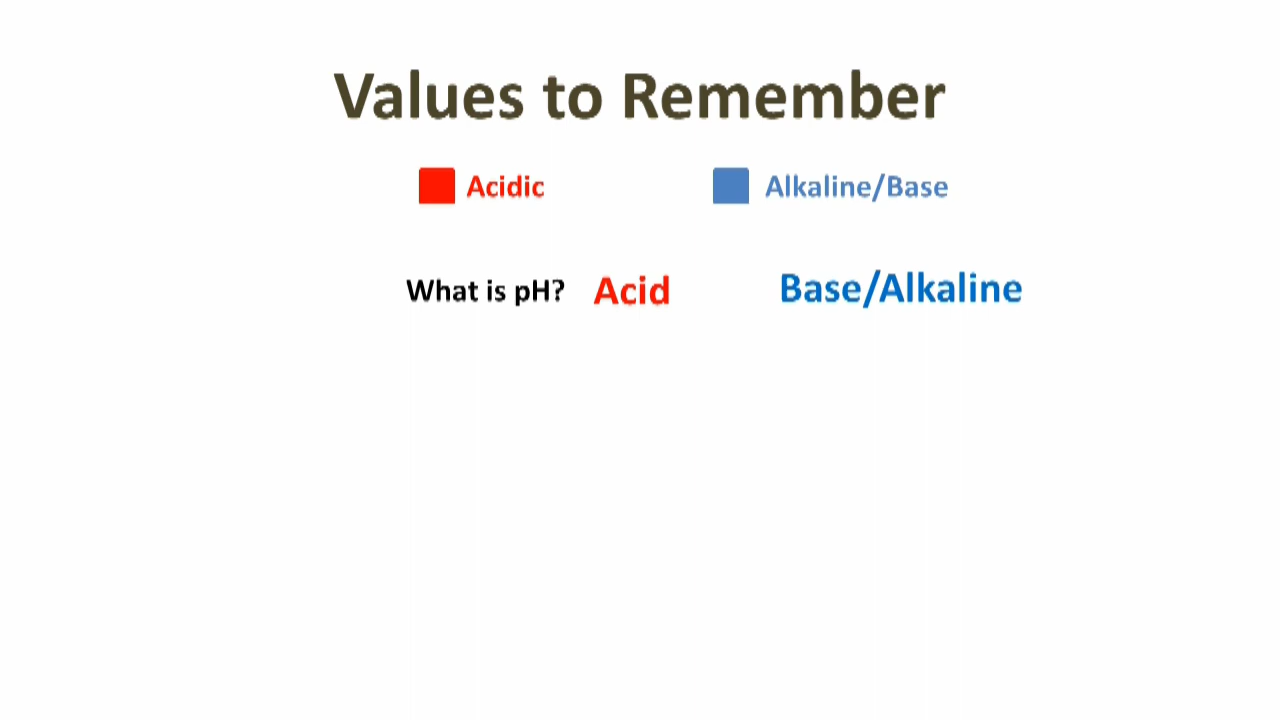 Values to Remember
Acidic Alkaline/Base
What is pH? Acid Base/Alkaline